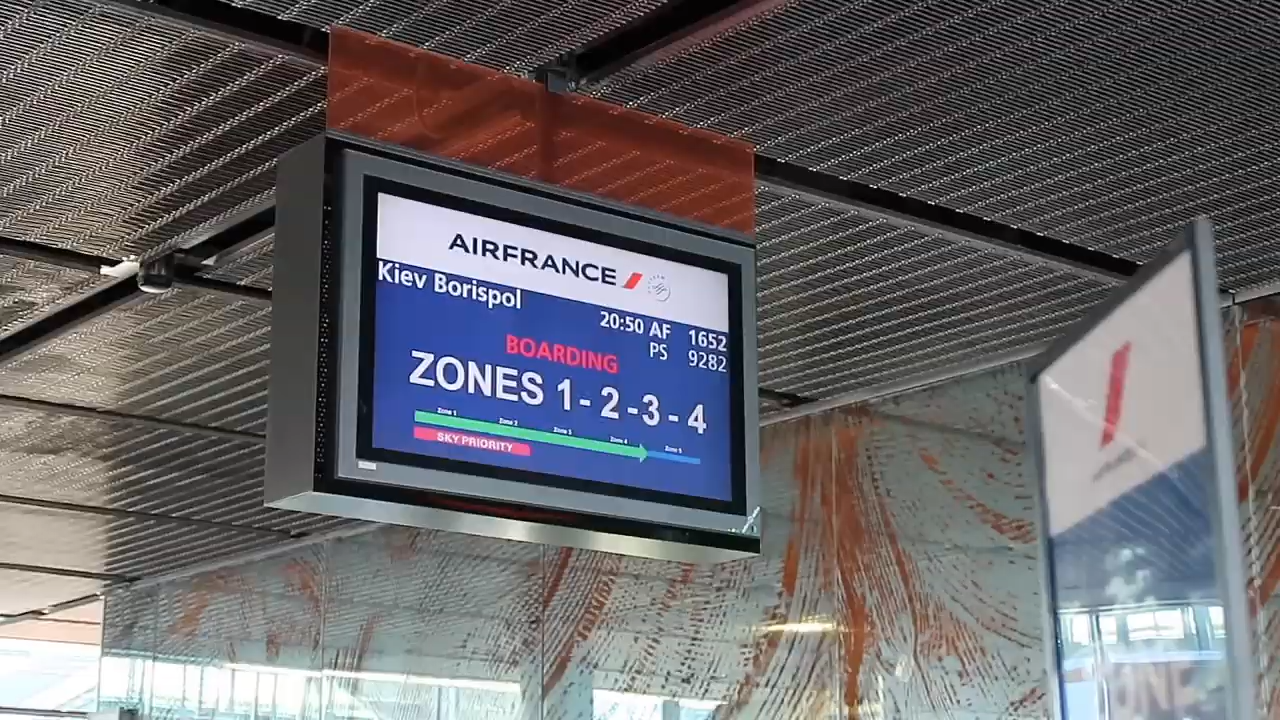 AIRFRANCE
Kiev Borispol
20:50 AF 1652
PS 9282
BOARDING
ZONES 1 - 2 - 3 - 4
Zone 1 Zone 2 Zone 3 Zone 4 Zone 5
SKY PRIORITY